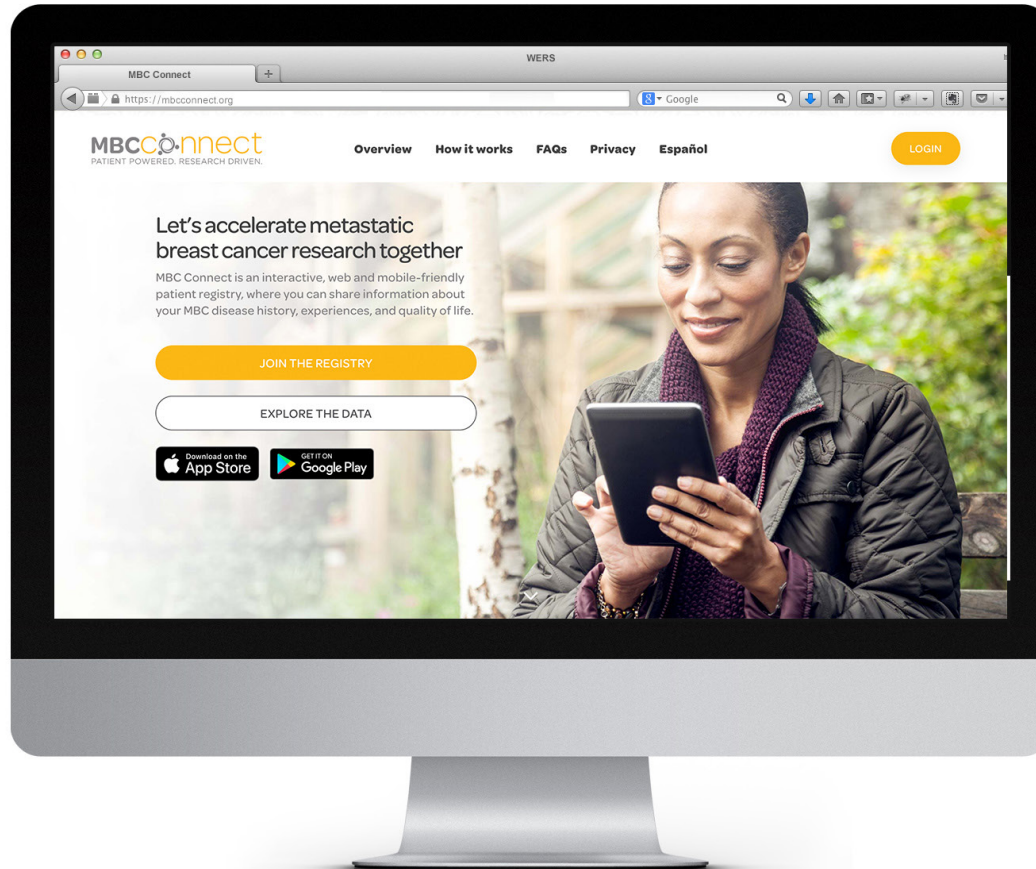 WERS
MBC Connect
https://mbcconnect.org
Google
MBCconnect
PATIENT POWERED. RESEARCH DRIVEN.
Overview How it works FAQs Privacy Español
LOGIN
Let's accelerate metastatic
breast cancer research together
MBC Connect is an interactive, web and mobile-friendly
patient registry, where you can share information about
your MBC disease history, experiences, and quality of life.
JOIN THE REGISTRY
EXPLORE THE DATA
Download on the
App Store
GET IT ON
Google Play